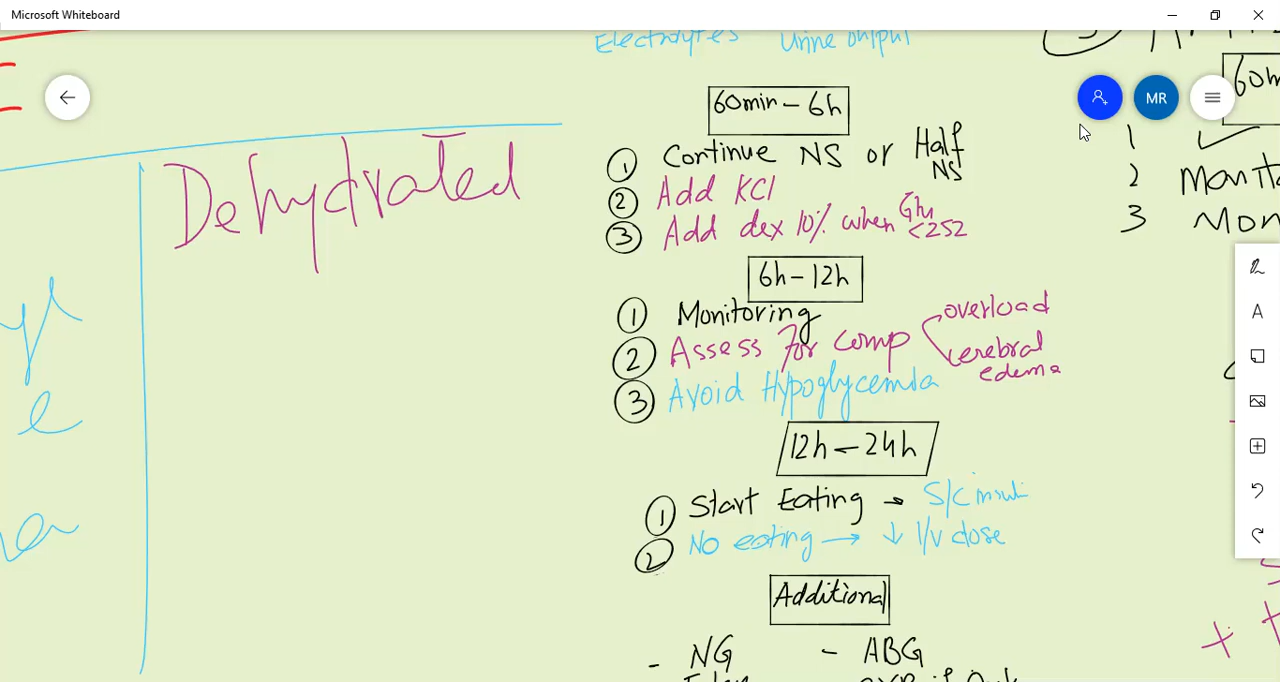 Microsoft Whiteboard
Electrolytes Urine output
60min - 6h
MR
1 Continue NS or Half NS
2 Add KCl
3 Add dex 10% when Glu <252
6h - 12h
1 Monitoring
2 Assess for comp overload
cerebral edema
3 Avoid Hypoglycemia
12h - 24h
1 Start Eating → S/C insuli
2 No eating → ↓ I/V dose
Additional
- NG - ABG
Dehydrated
60m
1
2 Monito
3 Mon
A